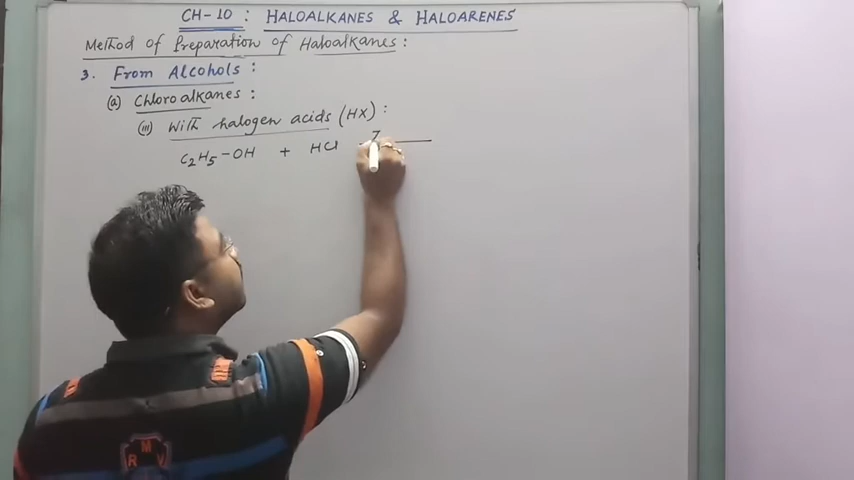 CH-10 : HALOALKANES & HALOARENES
Method of Preparation of Haloalkanes :
3. From Alcohols :
(a) Chloroalkanes :
(iii) With halogen acids (HX) :
C₂H₅-OH + HCl Z
RMV